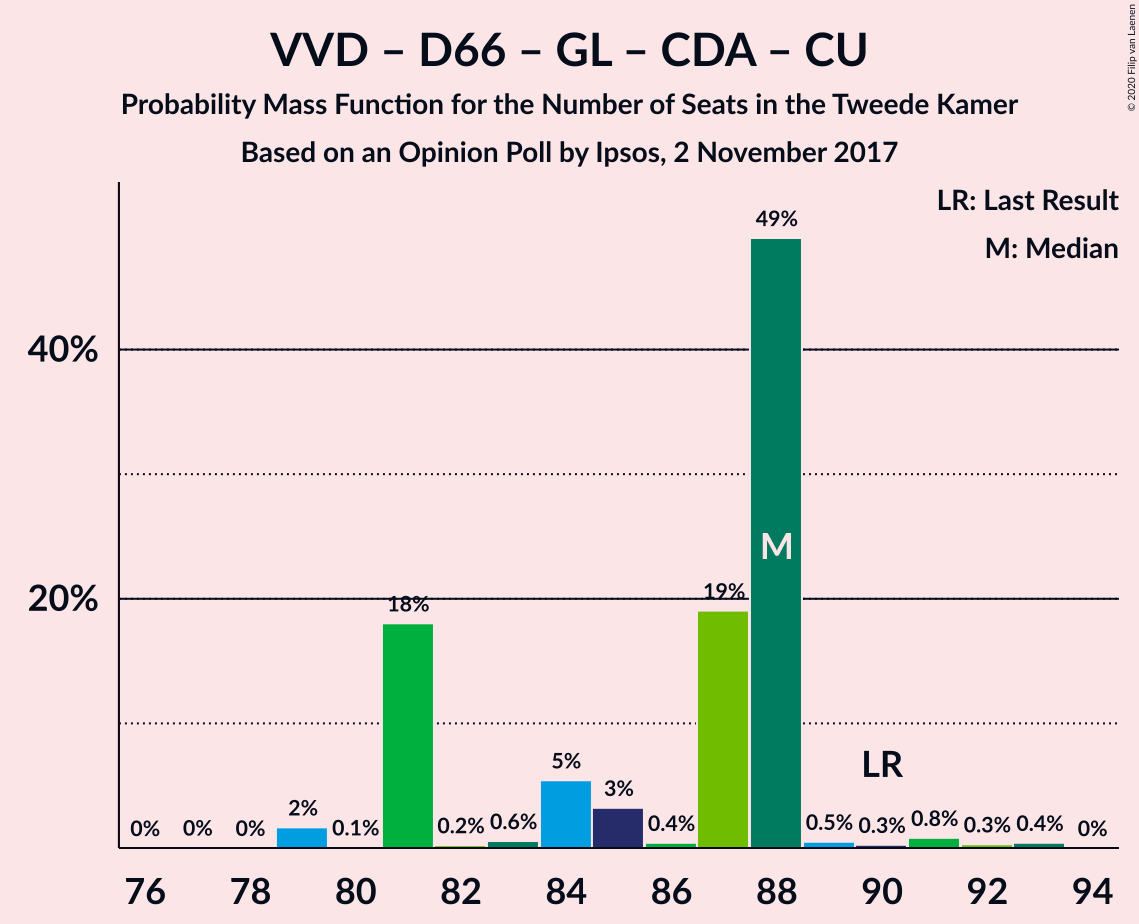 VVD – D66 – GL – CDA – CU
Probability Mass Function for the Number of Seats in the Tweede Kamer
Based on an Opinion Poll by Ipsos, 2 November 2017
© 2020 Filip van Laenen
LR: Last Result
M: Median
49%
40%
M
20%
19%
18%
LR
5%
3%
2%
0% 0% 0% 0.1% 0.2% 0.6% 0.4% 0.5% 0.3% 0.8% 0.3% 0.4% 0%
76 78 80 82 84 86 88 90 92 94